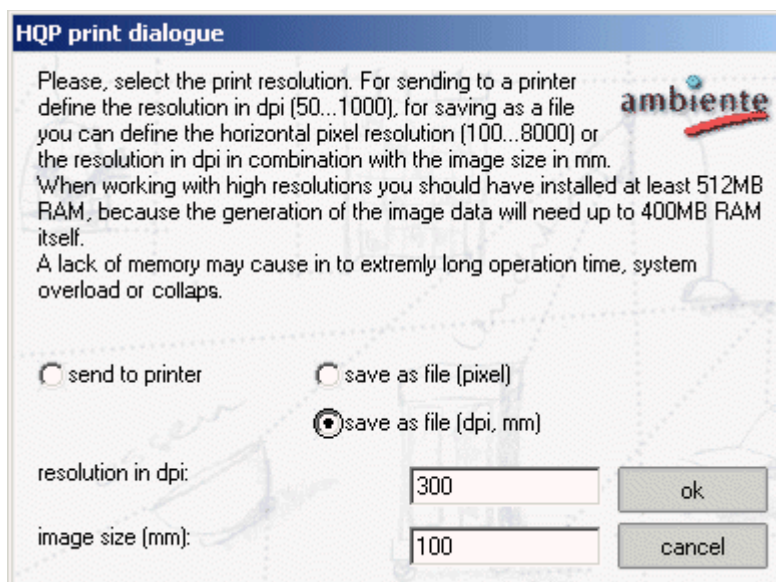 HQP print dialogue
Please, select the print resolution. For sending to a printer
define the resolution in dpi (50...1000), for saving as a file
you can define the horizontal pixel resolution (100...8000) or
the resolution in dpi in combination with the image size in mm.
When working with high resolutions you should have installed at least 512MB
RAM, because the generation of the image data will need up to 400MB RAM
itself.
A lack of memory may cause in to extremly long operation time, system
overload or collaps.
ambiente
send to printer
save as file (pixel)
save as file (dpi, mm)
resolution in dpi:
300
ok
image size (mm):
100
cancel